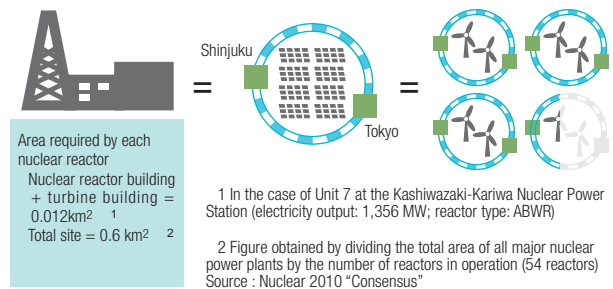 Shinjuku
Tokyo
=
=
Area required by each
nuclear reactor
Nuclear reactor building
+ turbine building =
0.012km² 1
Total site = 0.6 km² 2
1 In the case of Unit 7 at the Kashiwazaki-Kariwa Nuclear Power
Station (electricity output: 1,356 MW; reactor type: ABWR)
2 Figure obtained by dividing the total area of all major nuclear
power plants by the number of reactors in operation (54 reactors)
Source : Nuclear 2010 “Consensus”